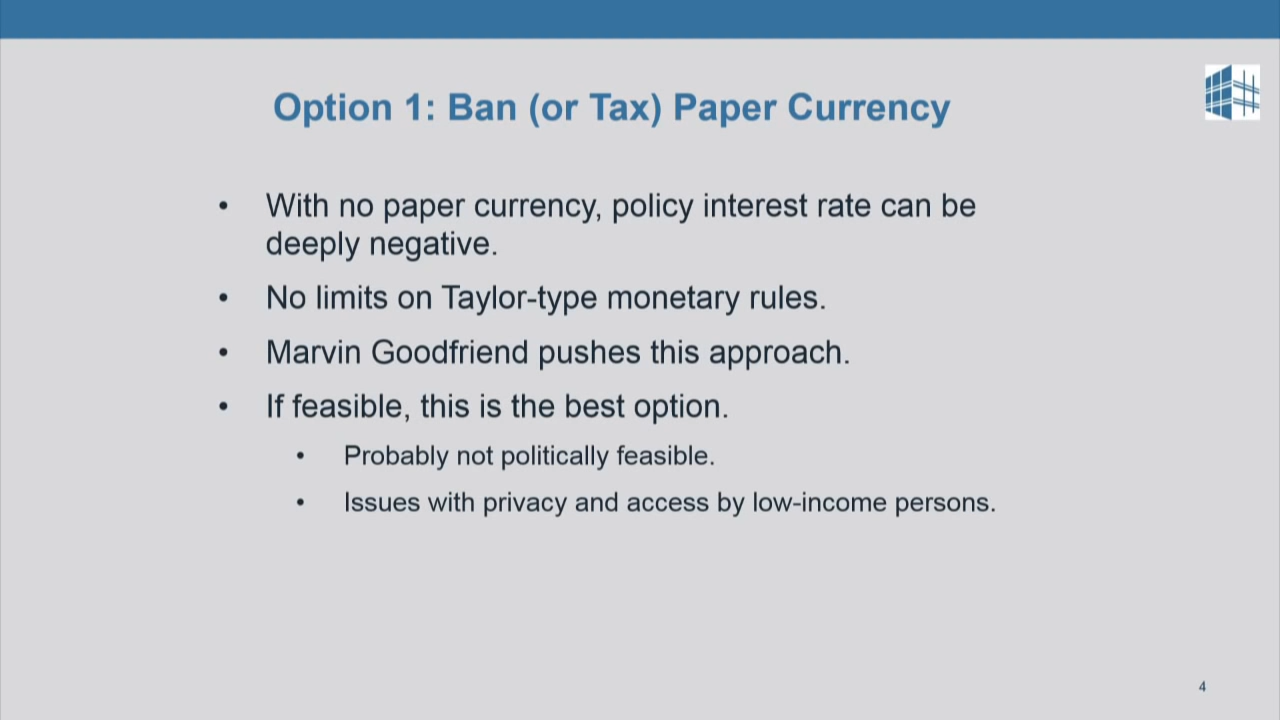 Option 1: Ban (or Tax) Paper Currency
• With no paper currency, policy interest rate can be
deeply negative.
• No limits on Taylor-type monetary rules.
• Marvin Goodfriend pushes this approach.
• If feasible, this is the best option.
• Probably not politically feasible.
• Issues with privacy and access by low-income persons.
4